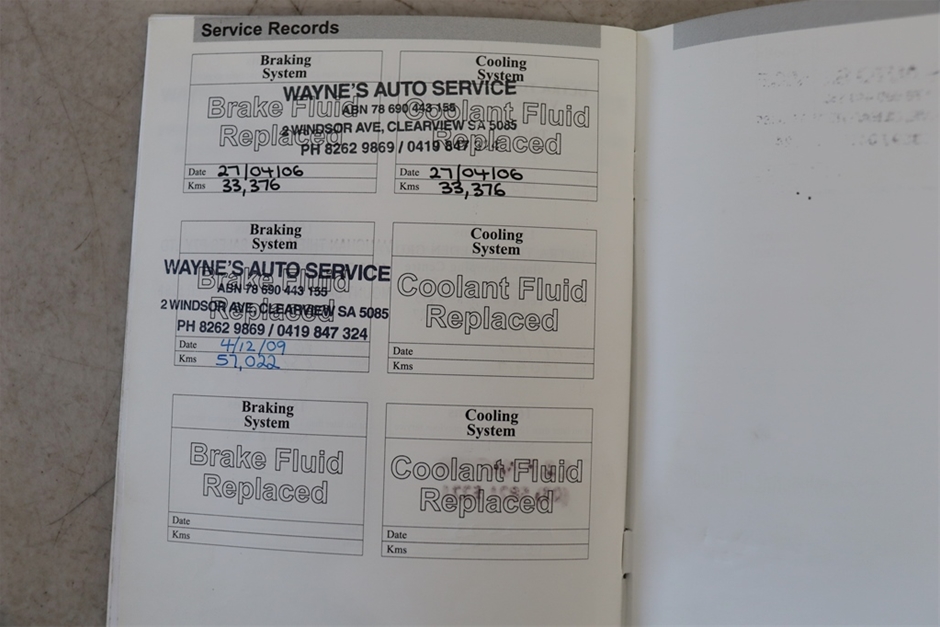 Service Records
Braking
System
Cooling
System
Brake Fluid
Replaced
Coolant Fluid
Replaced
WAYNE'S AUTO SERVICE
ABN 78 690 443 155
2 WINDSOR AVE, CLEARVIEW SA 5085
PH 8262 9869 / 0419 847
Date 27/04/06
Kms 33,376
Date 27/04/06
Kms 33,376
Braking
System
Brake Fluid
Replaced
WAYNE'S AUTO SERVICE
ABN 78 690 443 155
2 WINDSOR AVE, CLEARVIEW SA 5085
PH 8262 9869 / 0419 847 324
Date 4/12/09
Kms 57,022
Cooling
System
Coolant Fluid
Replaced
Date
Kms
Braking
System
Brake Fluid
Replaced
Date
Kms
Cooling
System
Coolant Fluid
Replaced
Date
Kms